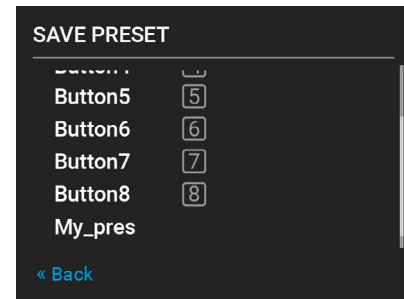 SAVE PRESET
Button5 5
Button6 6
Button7 7
Button8 8
My_pres
« Back